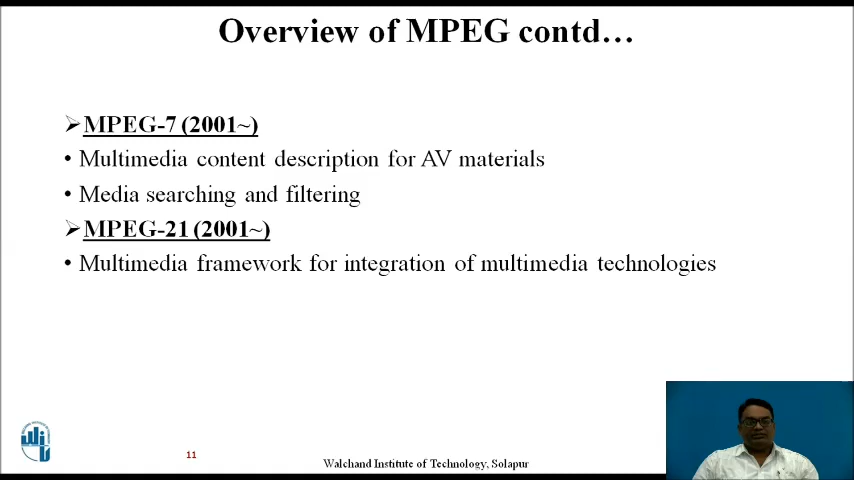 Overview of MPEG contd…
➢MPEG-7 (2001~)
• Multimedia content description for AV materials
• Media searching and filtering
➢MPEG-21 (2001~)
• Multimedia framework for integration of multimedia technologies
11
Walchand Institute of Technology, Solapur